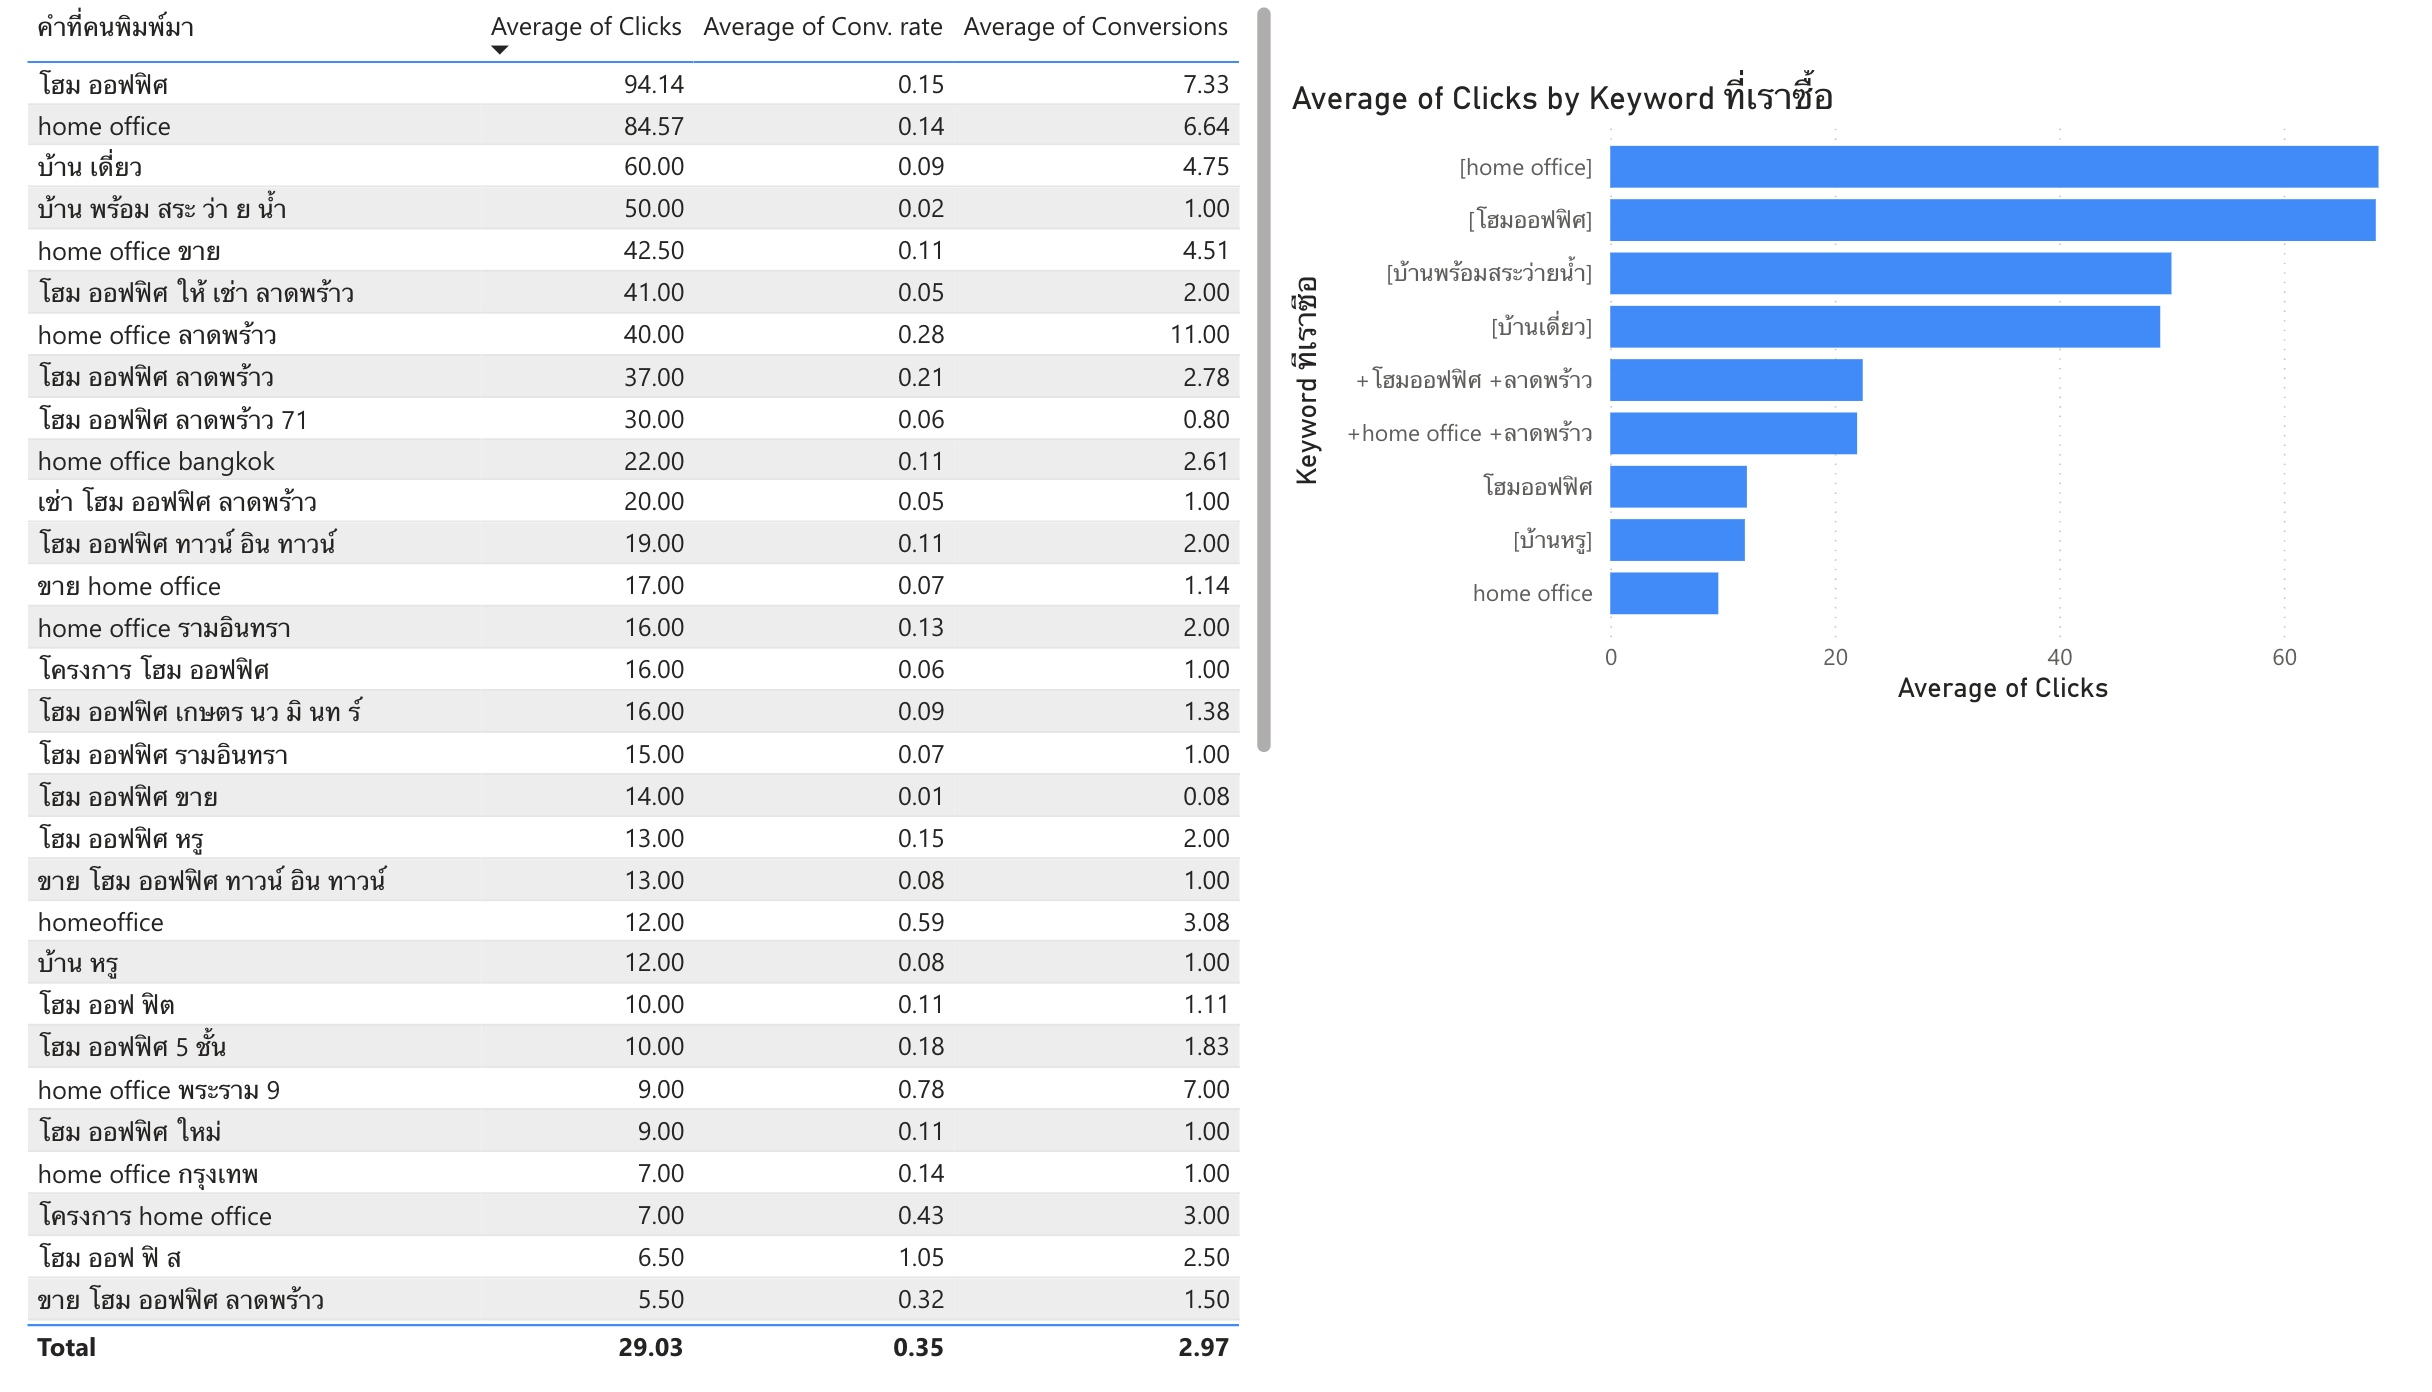 คำที่คนพิมพ์มา Average of Clicks Average of Conv. rate Average of Conversions
โฮม ออฟฟิศ 94.14 0.15 7.33
home office 84.57 0.14 6.64
บ้าน เดี่ยว 60.00 0.09 4.75
บ้าน พร้อม สระ ว่า ย น้ำ 50.00 0.02 1.00
home office ขาย 42.50 0.11 4.51
โฮม ออฟฟิศ ให้ เช่า ลาดพร้าว 41.00 0.05 2.00
home office ลาดพร้าว 40.00 0.28 11.00
โฮม ออฟฟิศ ลาดพร้าว 37.00 0.21 2.78
โฮม ออฟฟิศ ลาดพร้าว 71 30.00 0.06 0.80
home office bangkok 22.00 0.11 2.61
เช่า โฮม ออฟฟิศ ลาดพร้าว 20.00 0.05 1.00
โฮม ออฟฟิศ ทาวน์ อิน ทาวน์ 19.00 0.11 2.00
ขาย home office 17.00 0.07 1.14
home office รามอินทรา 16.00 0.13 2.00
โครงการ โฮม ออฟฟิศ 16.00 0.06 1.00
โฮม ออฟฟิศ เกษตร นว มิ นท ร์ 16.00 0.09 1.38
โฮม ออฟฟิศ รามอินทรา 15.00 0.07 1.00
โฮม ออฟฟิศ ขาย 14.00 0.01 0.08
โฮม ออฟฟิศ หรู 13.00 0.15 2.00
ขาย โฮม ออฟฟิศ ทาวน์ อิน ทาวน์ 13.00 0.08 1.00
homeoffice 12.00 0.59 3.08
บ้าน หรู 12.00 0.08 1.00
โฮม ออฟ ฟิต 10.00 0.11 1.11
โฮม ออฟฟิศ 5 ชั้น 10.00 0.18 1.83
home office พระราม 9 9.00 0.78 7.00
โฮม ออฟฟิศ ใหม่ 9.00 0.11 1.00
home office กรุงเทพ 7.00 0.14 1.00
โครงการ home office 7.00 0.43 3.00
โฮม ออฟ ฟิ ส 6.50 1.05 2.50
ขาย โฮม ออฟฟิศ ลาดพร้าว 5.50 0.32 1.50
Total 29.03 0.35 2.97
Average of Clicks by Keyword ที่เราซื้อ
Keyword ที่เราซื้อ
[home office]
[โฮมออฟฟิศ]
[บ้านพร้อมสระว่ายน้ำ]
[บ้านเดี่ยว]
+โฮมออฟฟิศ +ลาดพร้าว
+home office +ลาดพร้าว
โฮมออฟฟิศ
[บ้านหรู]
home office
0 20 40 60
Average of Clicks